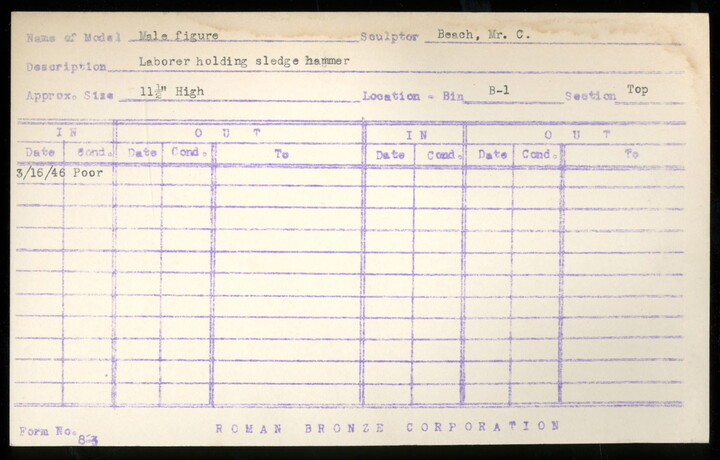 Name of Model Male figure Sculptor Beach, Mr. C.
Description Laborer holding sledge hammer
Approx. Size 11½" High Location - Bin B-1 Section Top
IN OUT IN OUT
Date Cond. Date Cond. To Date Cond. Date Cond. To
3/16/46 Poor
Form No. 83 ROMAN BRONZE CORPORATION